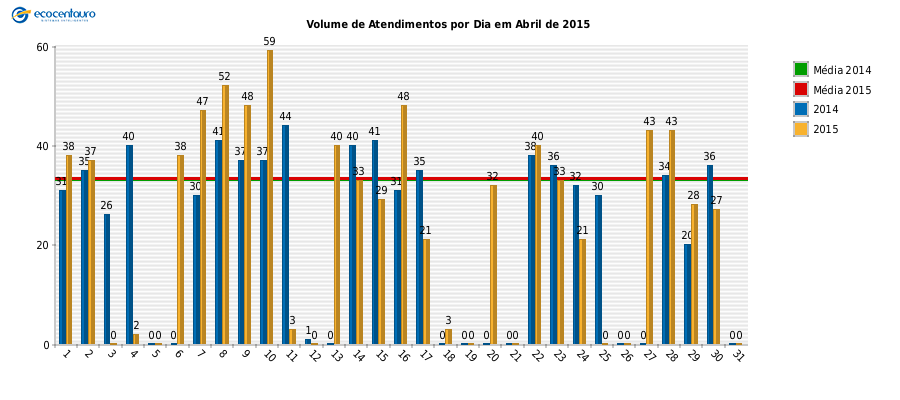 ecocentauro
Volume de Atendimentos por Dia em Abril de 2015
Média 2014
Média 2015
2014
2015
60
40
20
0
31 38 35 37 26 0 40 2 0 0 0 38 30 47 41 52 37 48 37 59 44 3 1 0 0 40 40 33 41 29 31 48 35 21 0 3 0 0 32 0 0 38 40 36 33 32 21 30 0 0 0 0 43 34 43 20 28 36 27 0 0
1 2 3 4 5 6 7 8 9 10 11 12 13 14 15 16 17 18 19 20 21 22 23 24 25 26 27 28 29 30 31